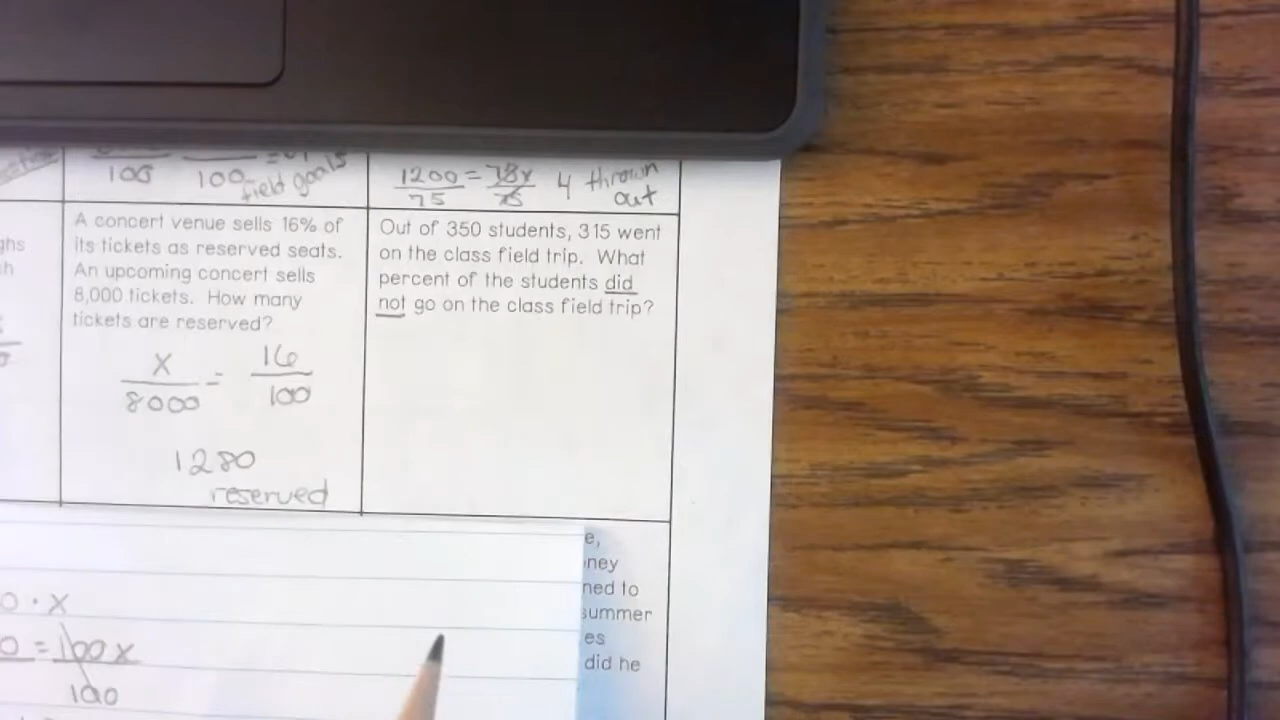 100 100 field goals
1200 = 75x 4 thrown
75 75 out
A concert venue sells 16% of
its tickets as reserved seats.
An upcoming concert sells
8,000 tickets. How many
tickets are reserved?
x = 16
8000 100
1280
reserved
Out of 350 students, 315 went
on the class field trip. What
percent of the students did
not go on the class field trip?
0 · x
0 = 100x
100
e,
ney
ned to
summer
es
did he